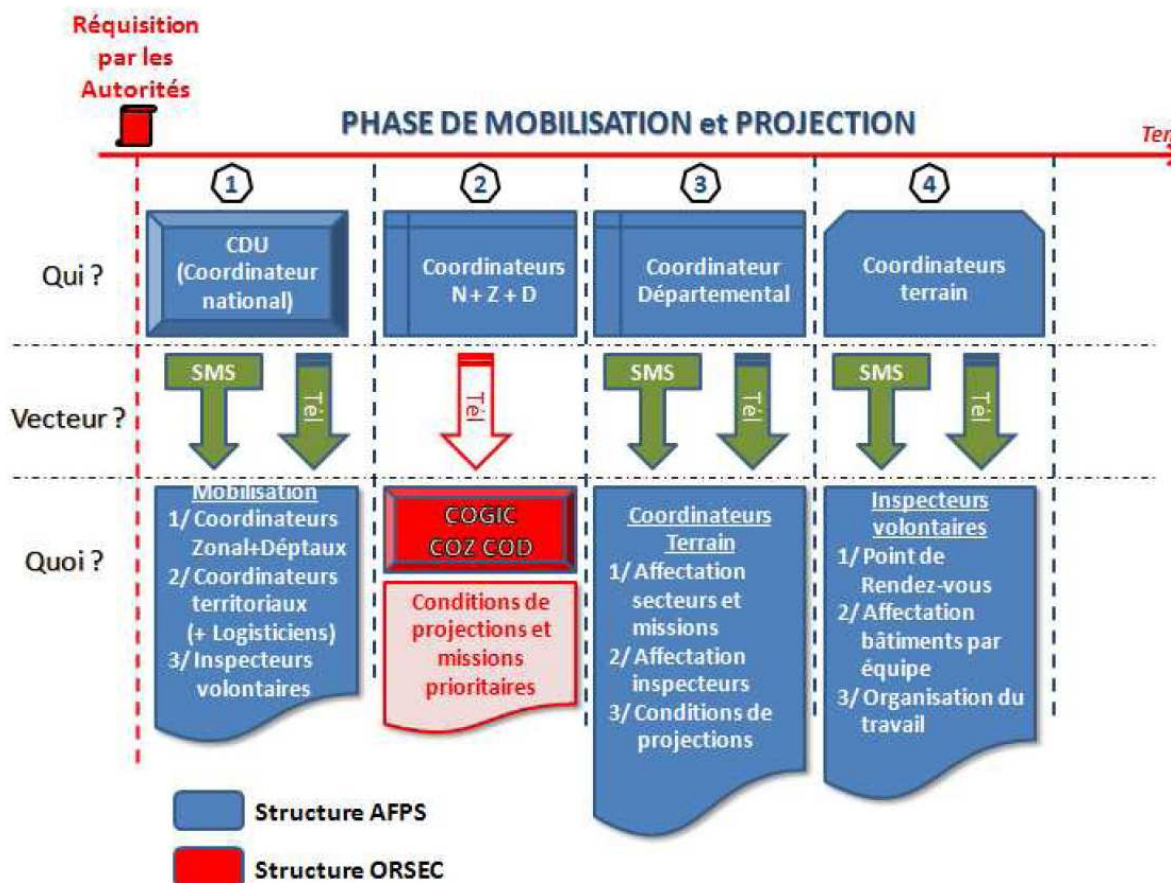 Réquisition
par les
Autorités
PHASE DE MOBILISATION et PROJECTION
1
2
3
4
Qui ?
CDU
(Coordinateur
national)
Coordinateurs
N + Z + D
Coordinateur
Départemental
Coordinateurs
terrain
Vecteur ?
SMS
Tél
Tél
SMS
Tél
SMS
Tél
Quoi ?
Mobilisation
1/ Coordinateurs
Zonal+Déptaux
2/ Coordinateurs
territoriaux
(+ Logisticiens)
3/ Inspecteurs
volontaires
COGIC
COZ COD
Conditions de
projections et
missions
prioritaires
Coordinateurs
Terrain
1/ Affectation
secteurs et
missions
2/ Affectation
inspecteurs
3/ Conditions de
projections
Inspecteurs
volontaires
1/ Point de
Rendez-vous
2/ Affectation
bâtiments par
équipe
3/ Organisation du
travail
Structure AFPS
Structure ORSEC